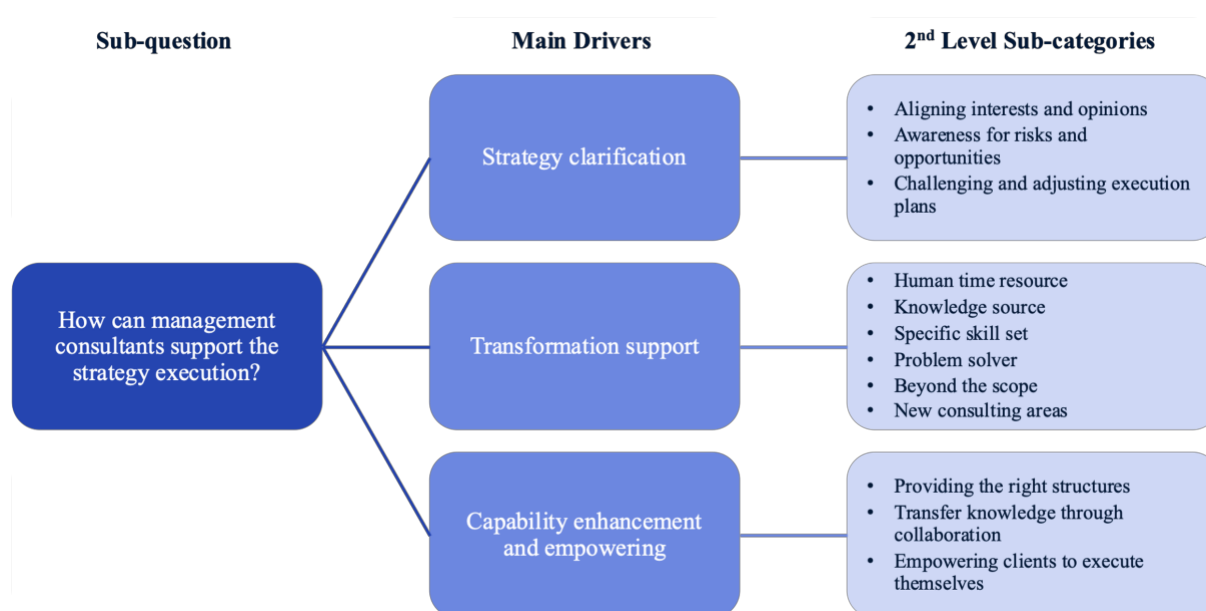 Sub-question
Main Drivers
2nd Level Sub-categories
How can management
consultants support the
strategy execution?
Strategy clarification
• Aligning interests and opinions
• Awareness for risks and
opportunities
• Challenging and adjusting execution
plans
Transformation support
• Human time resource
• Knowledge source
• Specific skill set
• Problem solver
• Beyond the scope
• New consulting areas
Capability enhancement
and empowering
• Providing the right structures
• Transfer knowledge through
collaboration
• Empowering clients to execute
themselves